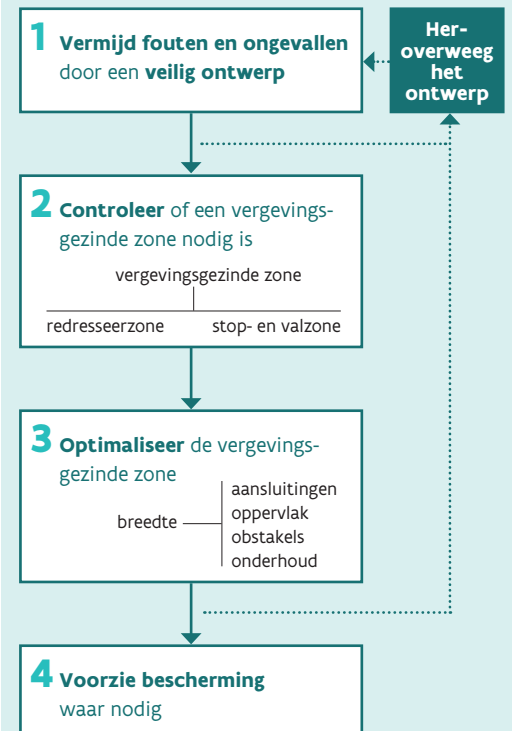 1 Vermijd fouten en ongevallen
door een veilig ontwerp
Her-
overweeg
het
ontwerp
2 Controleer of een vergevings-
gezinde zone nodig is
vergevingsgezinde zone
redresseerzone stop- en valzone
3 Optimaliseer de vergevings-
gezinde zone
breedte
aansluitingen
oppervlak
obstakels
onderhoud
4 Voorzie bescherming
waar nodig